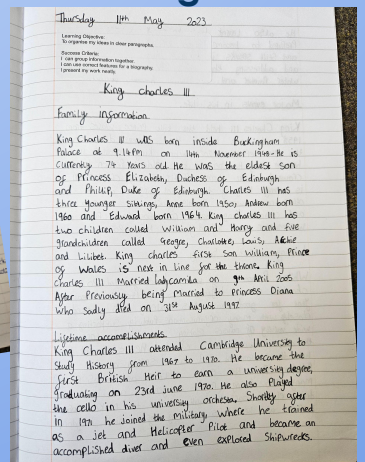 Thursday 11th May 2023
Learning Objective:
To organise my ideas in clear paragraphs.
Success Criteria:
I can group information together.
I can use correct features for a biography.
I present my work neatly.
King charles III
Family information
King Charles III was born inside Buckingham
Palace at 9.14pm on 14th November 1948. He is
currently 74 years old. He was the eldest son
of Princess Elizabeth, Duchess of Edinburgh
and Philip, Duke of Edinburgh. Charles III has
three younger Siblings, Anne born 1950, Andrew born
1960 and Edward born 1964. King charles III has
two children called William and Harry and five
grandchildren called George, Charlotte, Louis, Archie
and Lilibet. King charles first son William, Prince
of Wales is next in Line for the throne. King
charles III Married Lady camila on 9th April 2005
After Previously being Married to Princess Diana
Who sadly died on 31st August 1997
Lifetime accomplishments
King Charles III attended Cambridge University to
Study History from 1967 to 1970. He became the
first British Heir to earn a university degree,
graduating on 23rd june 1970. He also Played
the cello in his university orchestra. Shortly after
in 1971 he joined the military, where he trained
as a jet and Helicopter Pilot and became an
accomplished diver and even explored Shipwrecks.